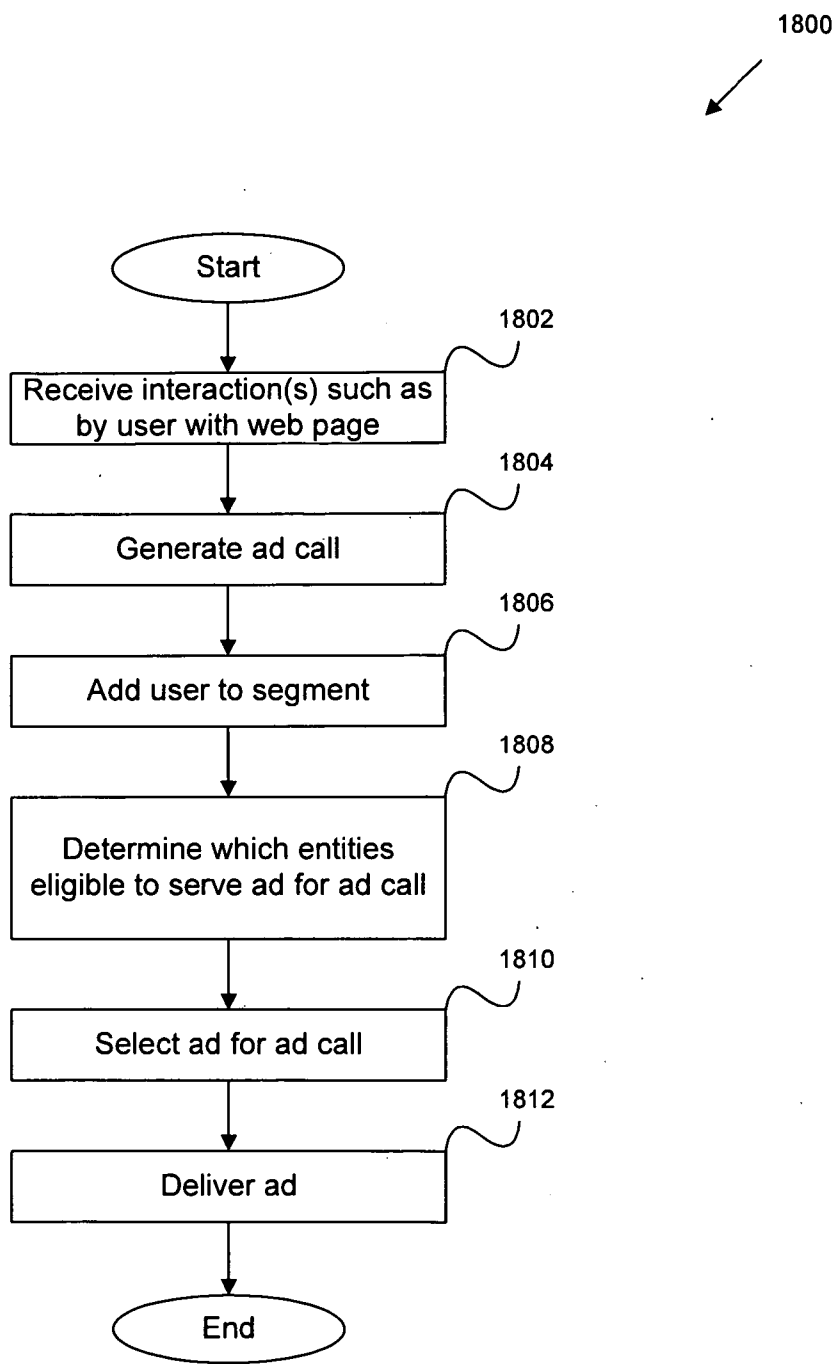 1800
Start
1802
Receive interaction(s) such as
by user with web page
1804
Generate ad call
1806
Add user to segment
1808
Determine which entities
eligible to serve ad for ad call
1810
Select ad for ad call
1812
Deliver ad
End